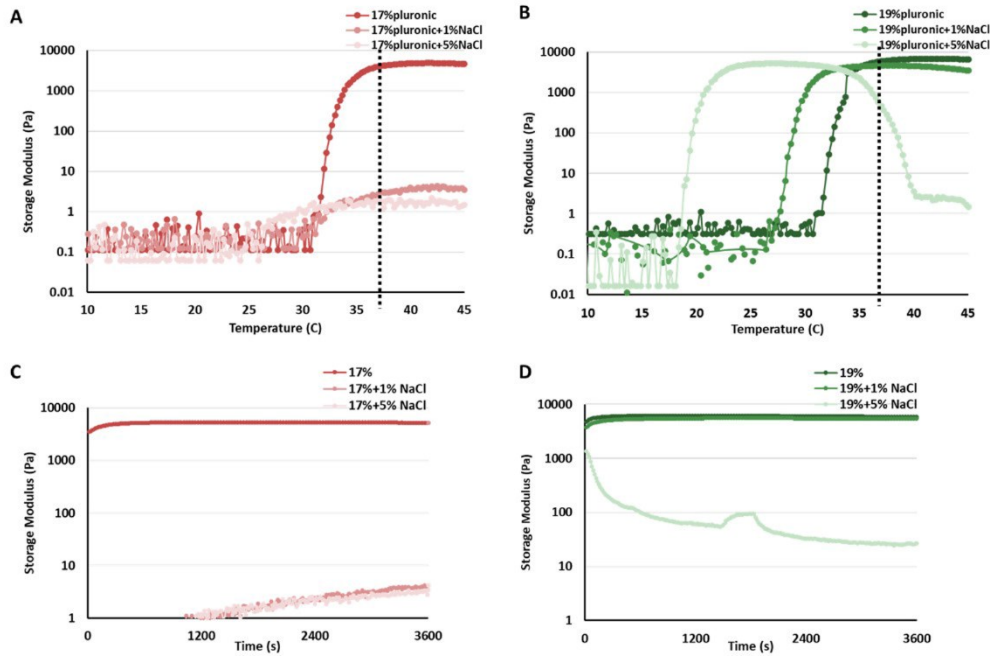 A
17%pluronic
17%pluronic+1%NaCl
17%pluronic+5%NaCl
Storage Modulus (Pa)
10000
1000
100
10
1
0.1
0.01
10 15 20 25 30 35 40 45
Temperature (C)
B
19%pluronic
19%pluronic+1%NaCl
19%pluronic+5%NaCl
Storage Modulus (Pa)
10000
1000
100
10
1
0.1
0.01
10 15 20 25 30 35 40 45
Temperature (C)
C
17%
17%+1% NaCl
17%+5% NaCl
Storage Modulus (Pa)
10000
1000
100
10
1
0 1200 2400 3600
Time (s)
D
19%
19%+1% NaCl
19%+5% NaCl
Storage Modulus (Pa)
10000
1000
100
10
1
0 1200 2400 3600
Time (s)